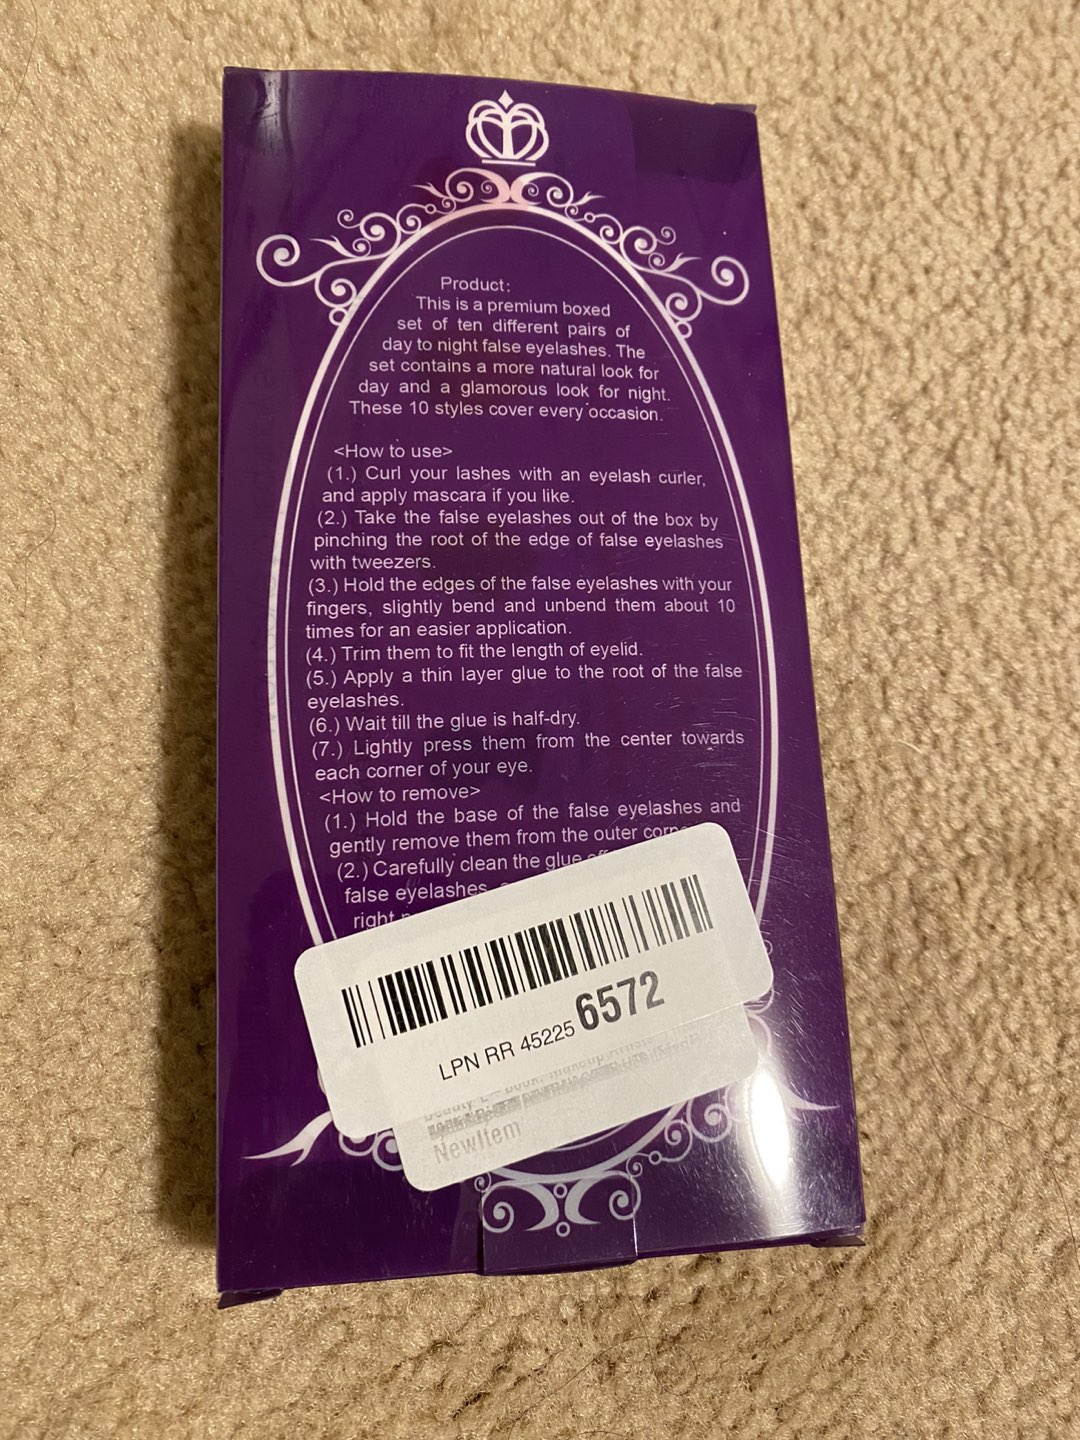 Product:
This is a premium boxed
set of ten different pairs of
day to night false eyelashes. The
set contains a more natural look for
day and a glamorous look for night.
These 10 styles cover every occasion.
<How to use>
(1.) Curl your lashes with an eyelash curler,
and apply mascara if you like.
(2.) Take the false eyelashes out of the box by
pinching the root of the edge of false eyelashes
with tweezers.
(3.) Hold the edges of the false eyelashes with your
fingers, slightly bend and unbend them about 10
times for an easier application.
(4.) Trim them to fit the length of eyelid.
(5.) Apply a thin layer glue to the root of the false
eyelashes.
(6.) Wait till the glue is half-dry.
(7.) Lightly press them from the center towards
each corner of your eye.
<How to remove>
(1.) Hold the base of the false eyelashes and
gently remove them from the outer
(2.) Carefully clean the glue
false eyelashes
right
LPN RR 45225 6572
NewItem